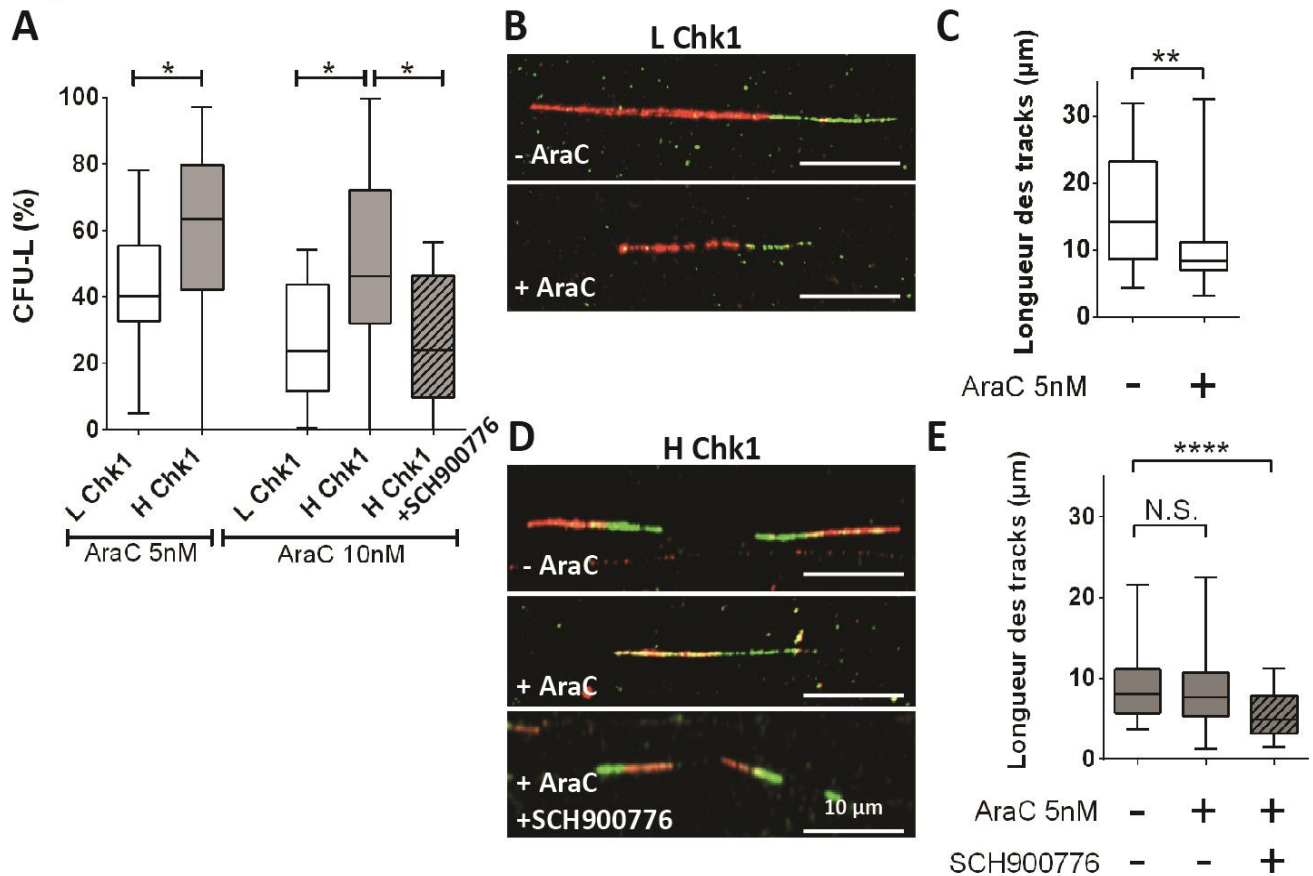 A
CFU-L (%)
100
80
60
40
20
0
*
*
*
L Chk1
H Chk1
L Chk1
H Chk1
H Chk1
+SCH900776
AraC 5nM
AraC 10nM
B
L Chk1
- AraC
+ AraC
C
Longueur des tracks (µm)
30
20
10
0
**
AraC 5nM
- +
D
H Chk1
- AraC
+ AraC
+ AraC
+SCH900776
10 µm
E
Longueur des tracks (µm)
30
20
10
0
****
N.S.
AraC 5nM - + +
SCH900776 - - +